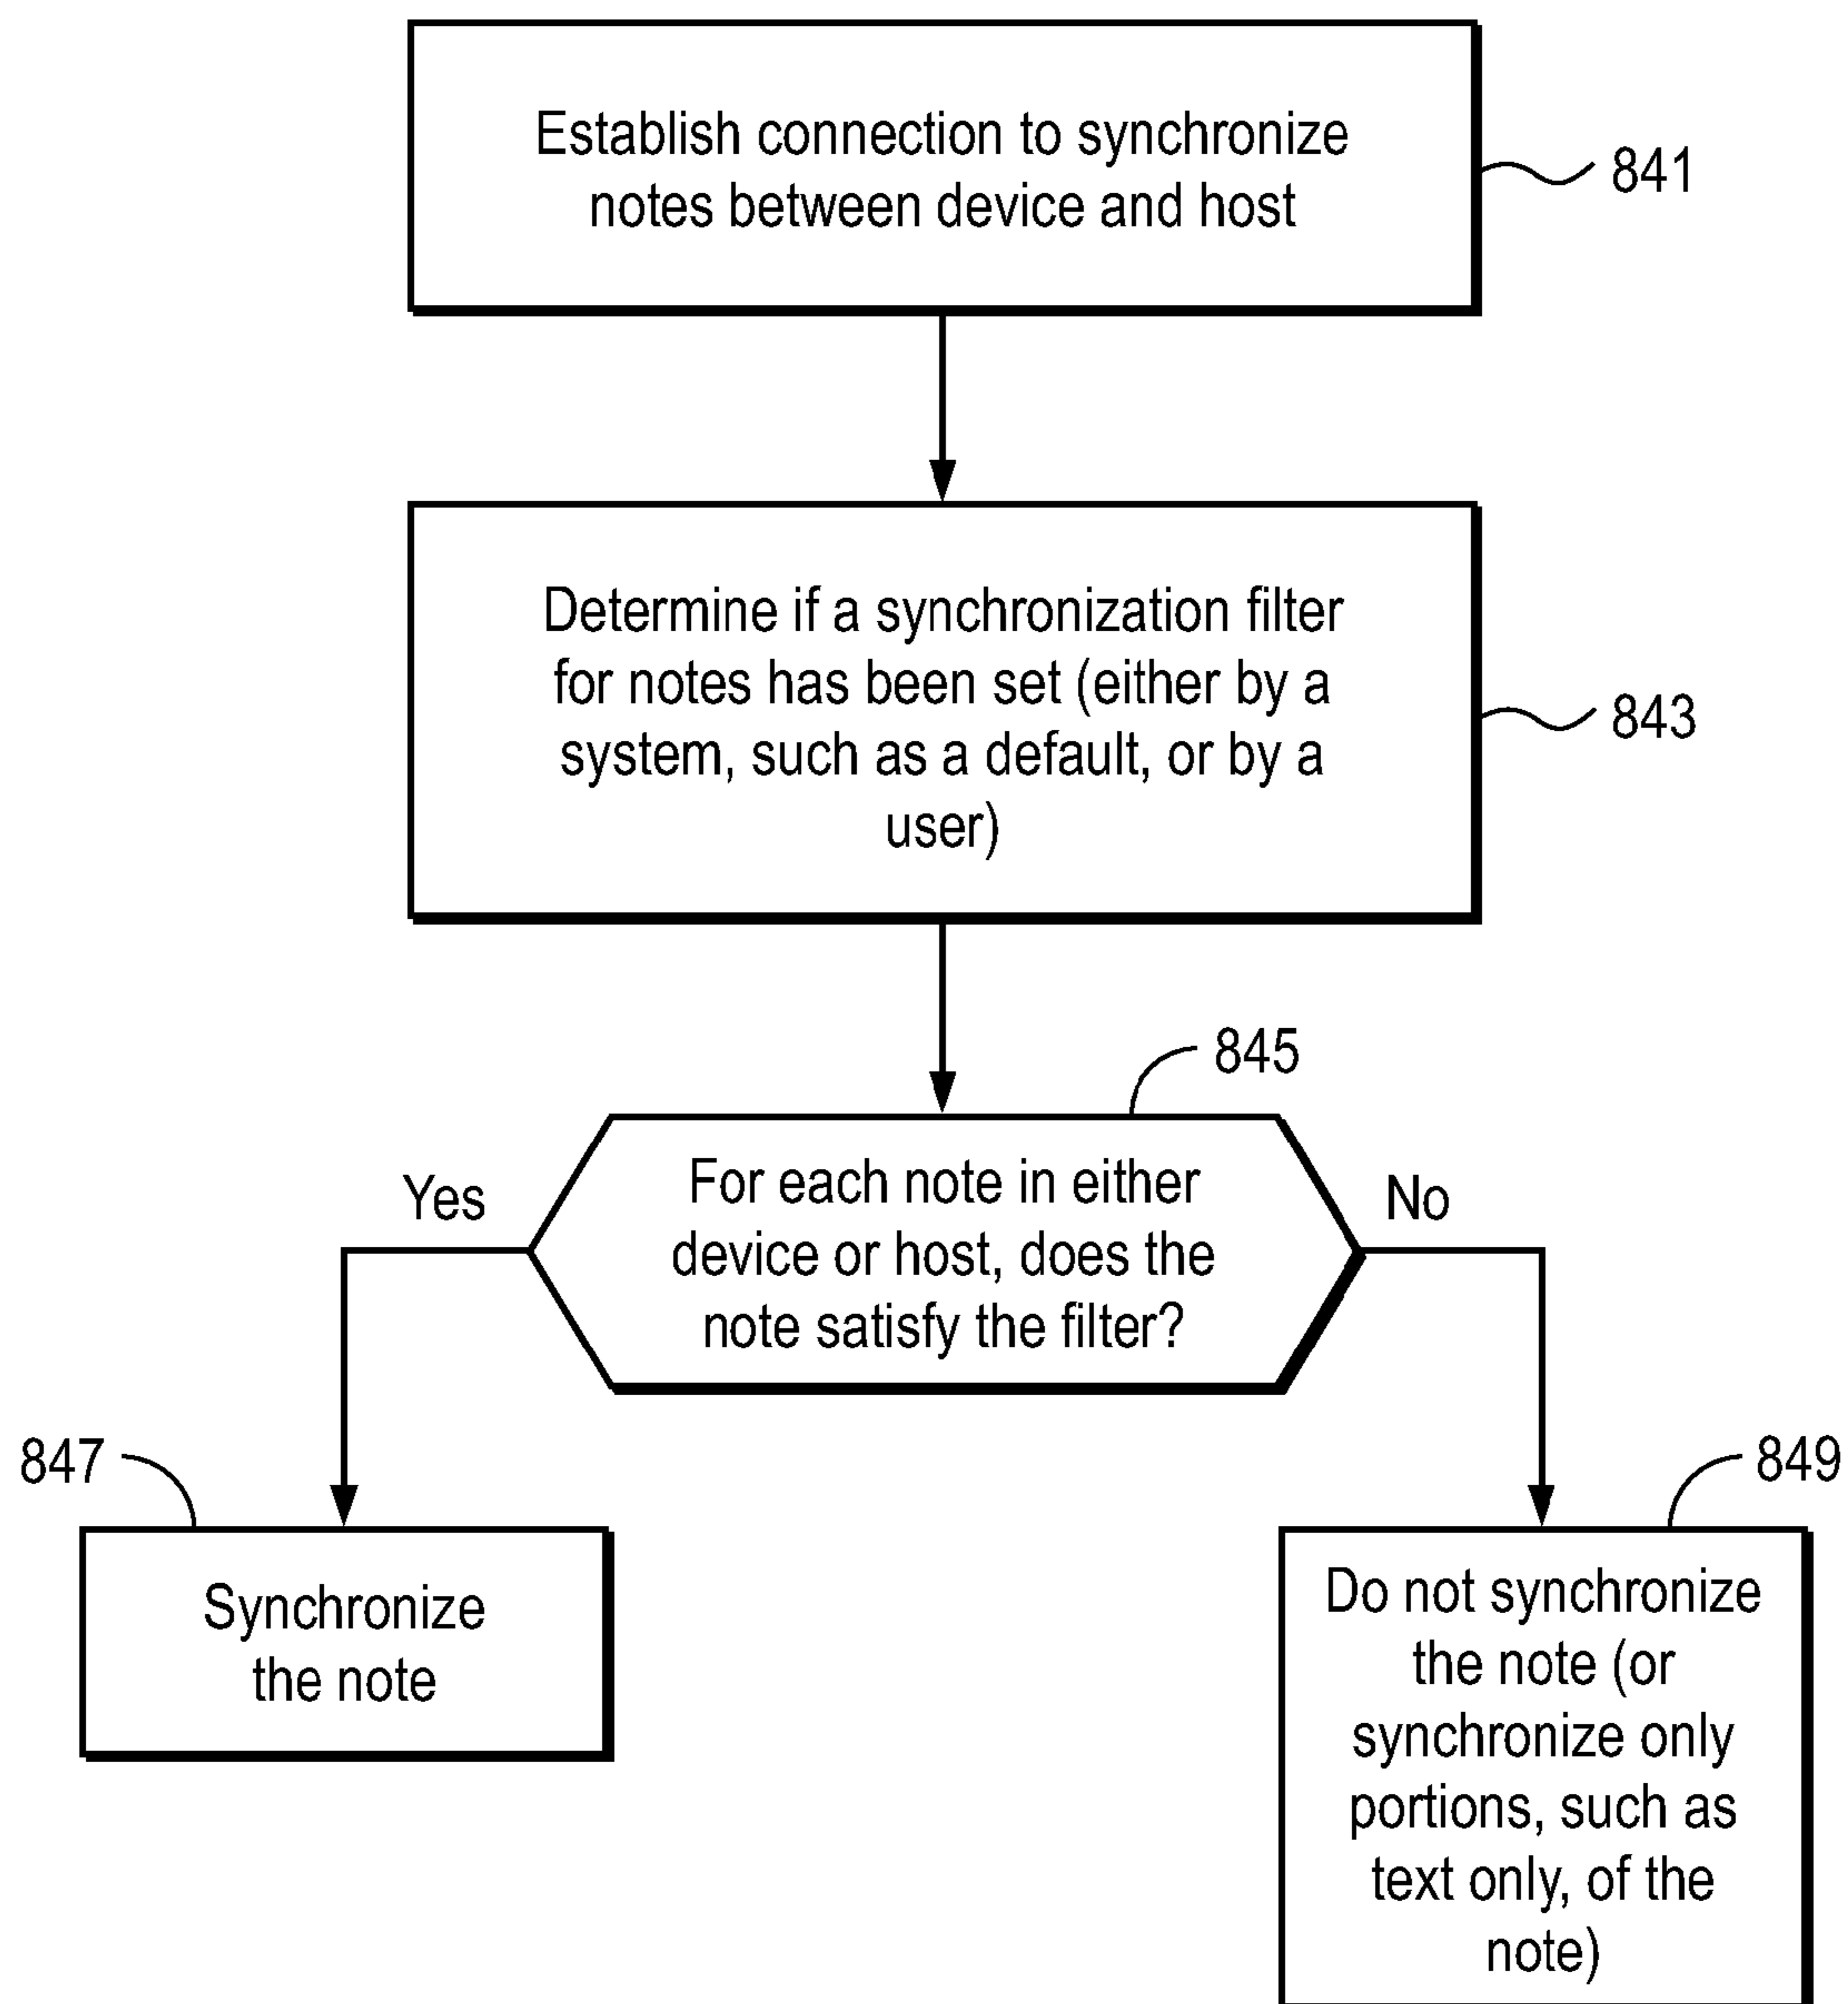 Establish connection to synchronize
notes between device and host
841
Determine if a synchronization filter
for notes has been set (either by a
system, such as a default, or by a
user)
843
845
Yes
For each note in either
device or host, does the
note satisfy the filter?
No
847
Synchronize
the note
849
Do not synchronize
the note (or
synchronize only
portions, such as
text only, of the
note)